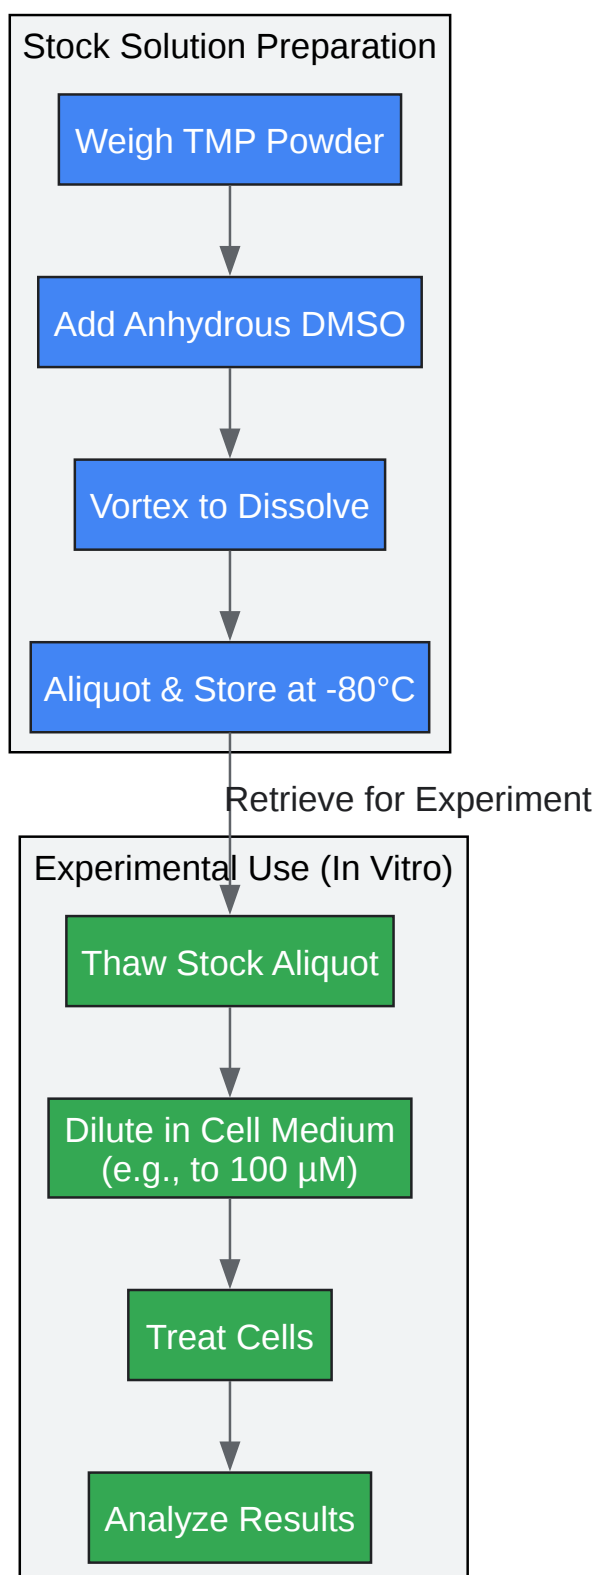 Stock Solution Preparation
Weigh TMP Powder
Add Anhydrous DMSO
Vortex to Dissolve
Aliquot & Store at -80°C
Retrieve for Experiment
Experimental Use (In Vitro)
Thaw Stock Aliquot
Dilute in Cell Medium
(e.g., to 100 µM)
Treat Cells
Analyze Results